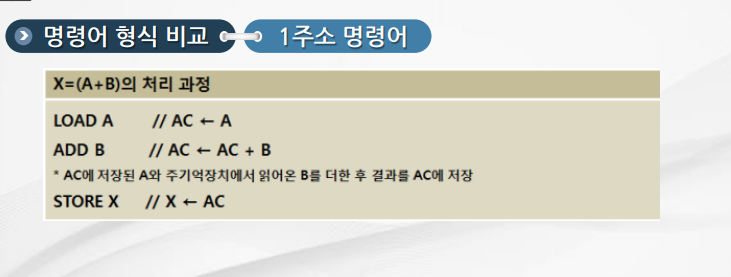 명령어 형식 비교 1주소 명령어
X=(A+B)의 처리 과정
LOAD A // AC ← A
ADD B // AC ← AC + B
* AC에 저장된 A와 주기억장치에서 읽어온 B를 더한 후 결과를 AC에 저장
STORE X // X ← AC